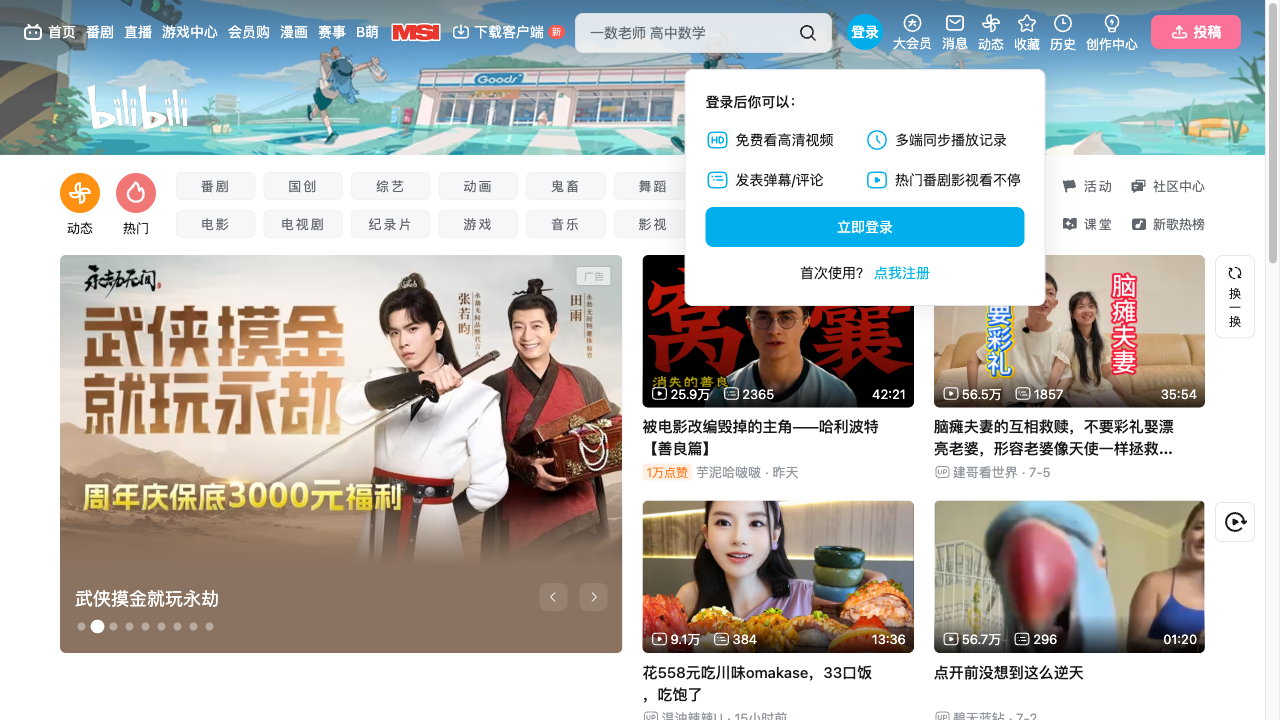 首页 番剧 直播 游戏中心 会员购 漫画 赛事 B萌 MSI 下载客户端 新
一数老师 高中数学
登录 大会员 消息 动态 收藏 历史 创作中心 投稿
Goods
bilibili
登录后你可以：
免费看高清视频 多端同步播放记录
发表弹幕/评论 热门番剧影视看不停
立即登录
首次使用？ 点我注册
动态 热门
番剧 国创 综艺 动画 鬼畜 舞蹈
电影 电视剧 纪录片 游戏 音乐 影视
活动 社区中心
课堂 新歌热榜
永劫无间
广告
武侠摸金
就玩永劫
张若昀
田雨
周年庆保底3000元福利
武侠摸金就玩永劫
窝囊
消失的善良
25.9万 2365 42:21
被电影改编毁掉的主角——哈利波特
【善良篇】
1万点赞 芋泥哈啵啵 · 昨天
要彩礼
脑瘫夫妻
56.5万 1857 35:54
脑瘫夫妻的互相救赎，不要彩礼娶漂
亮老婆，形容老婆像天使一样拯救...
建哥看世界 · 7-5
换一换
9.1万 384 13:36
花558元吃川味omakase，33口饭
，吃饱了
温油辣辣U · 15小时前
56.7万 296 01:20
点开前没想到这么逆天
碧天蓝钻 · 7-2